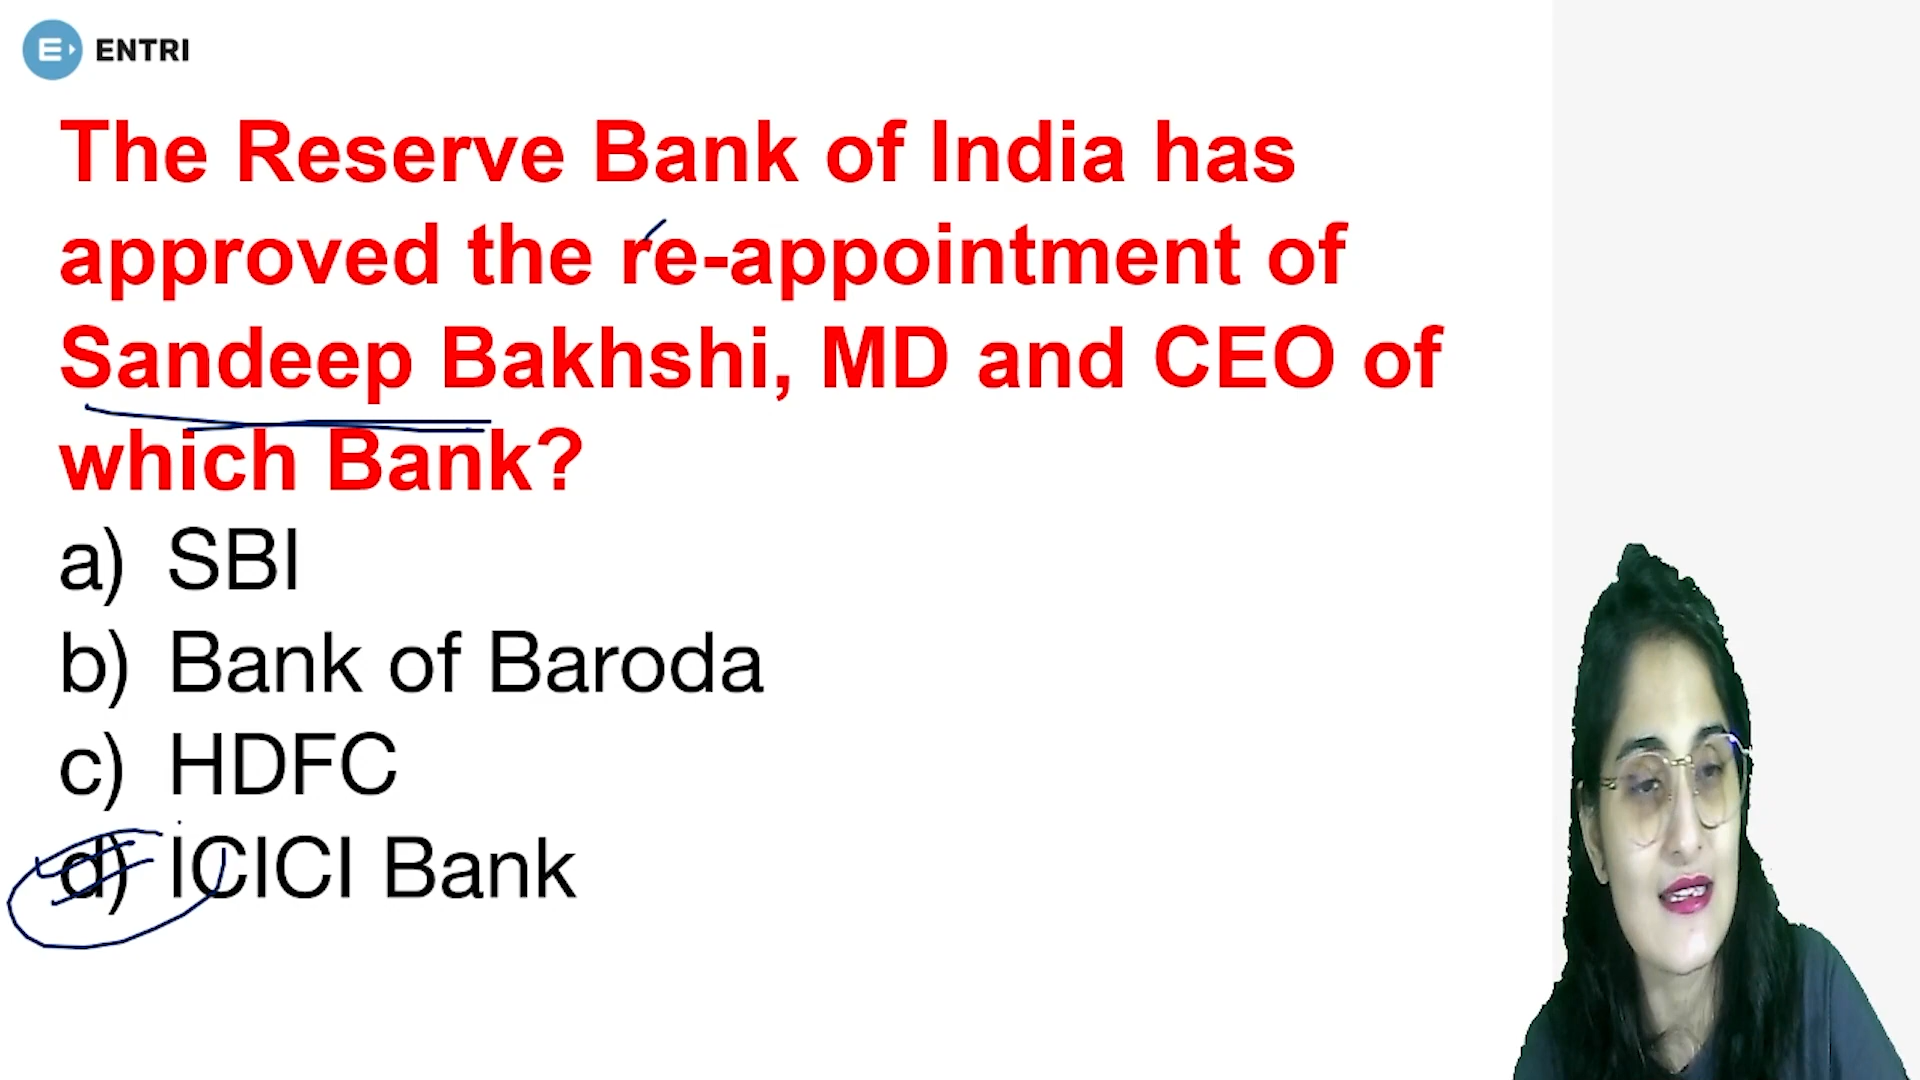 ENTRI
The Reserve Bank of India has
approved the re-appointment of
Sandeep Bakhshi, MD and CEO of
which Bank?
a) SBI
b) Bank of Baroda
c) HDFC
d) ICICI Bank